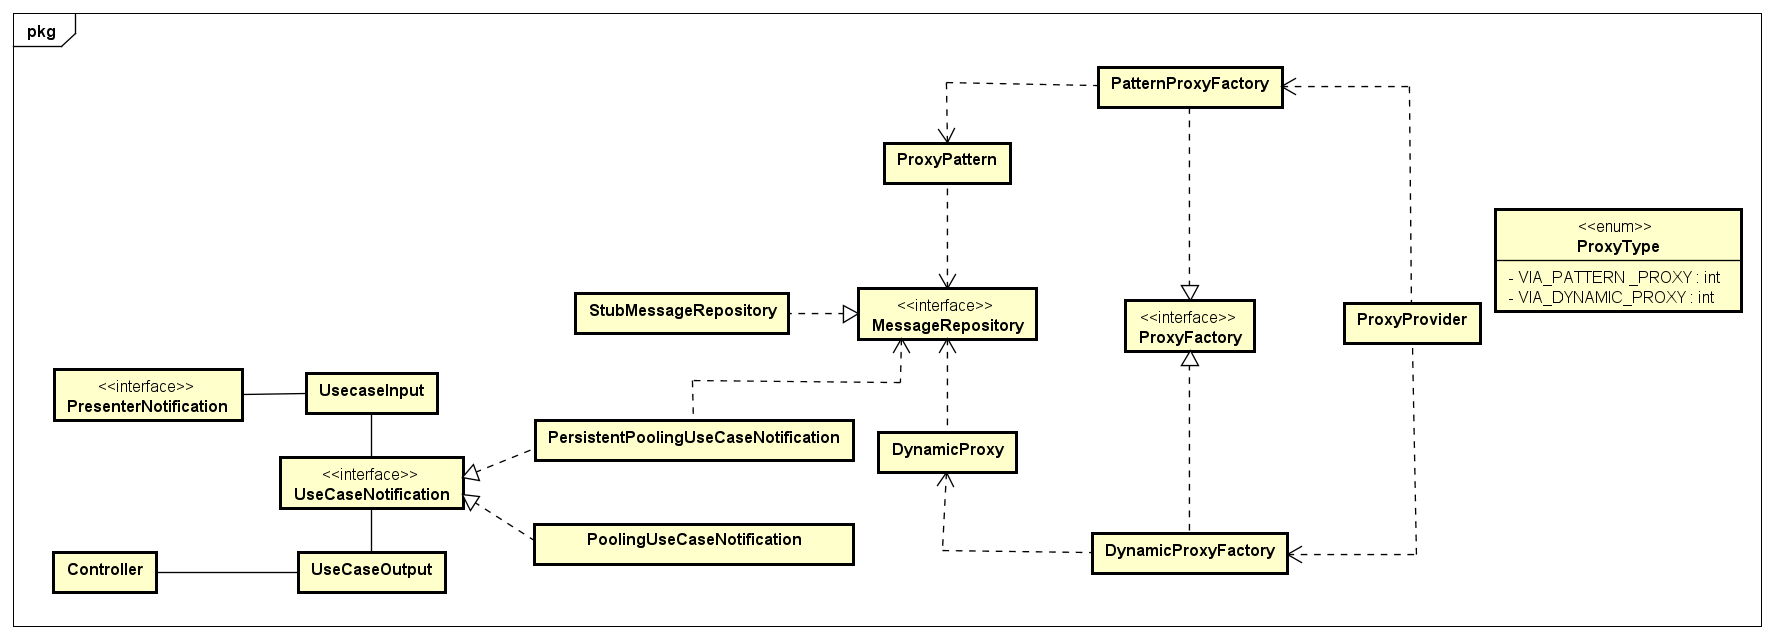 pkg
PatternProxyFactory
ProxyPattern
<<enum>>
ProxyType
- VIA_PATTERN _PROXY : int
- VIA_DYNAMIC_PROXY : int
StubMessageRepository
<<interface>>
MessageRepository
<<interface>>
ProxyFactory
ProxyProvider
<<interface>>
PresenterNotification
UsecaseInput
PersistentPoolingUseCaseNotification
DynamicProxy
<<interface>>
UseCaseNotification
PoolingUseCaseNotification
DynamicProxyFactory
Controller
UseCaseOutput